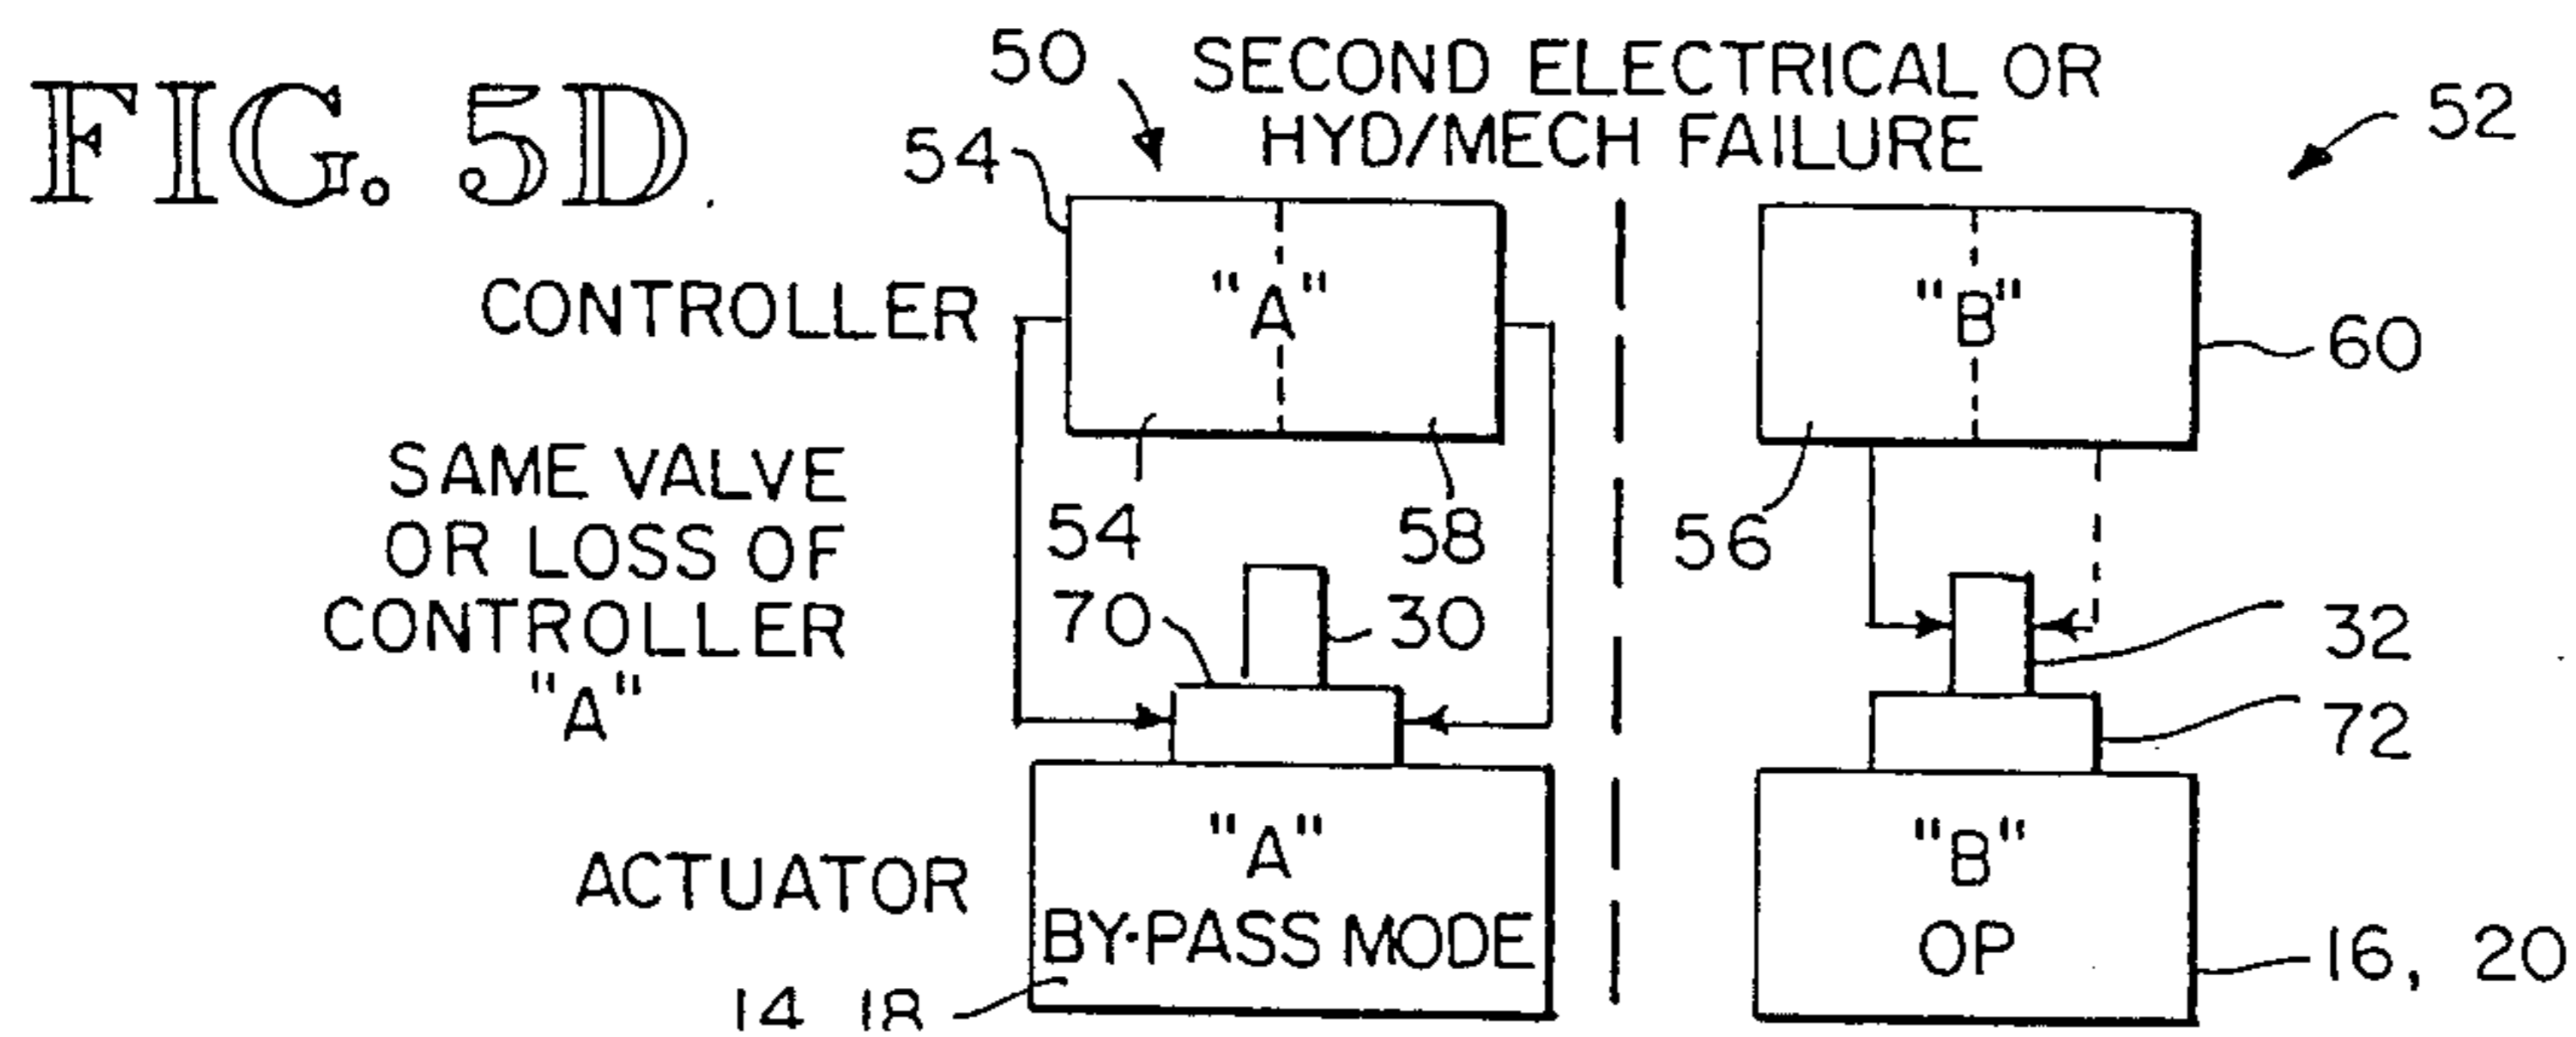 FIG. 5D.
50
SECOND ELECTRICAL OR
HYD/MECH FAILURE
52
54
CONTROLLER
"A"
"B"
60
SAME VALVE
OR LOSS OF
CONTROLLER
"A"
54
58
56
70
30
32
72
ACTUATOR
"A"
BY-PASS MODE
"B"
OP
14 18
16, 20